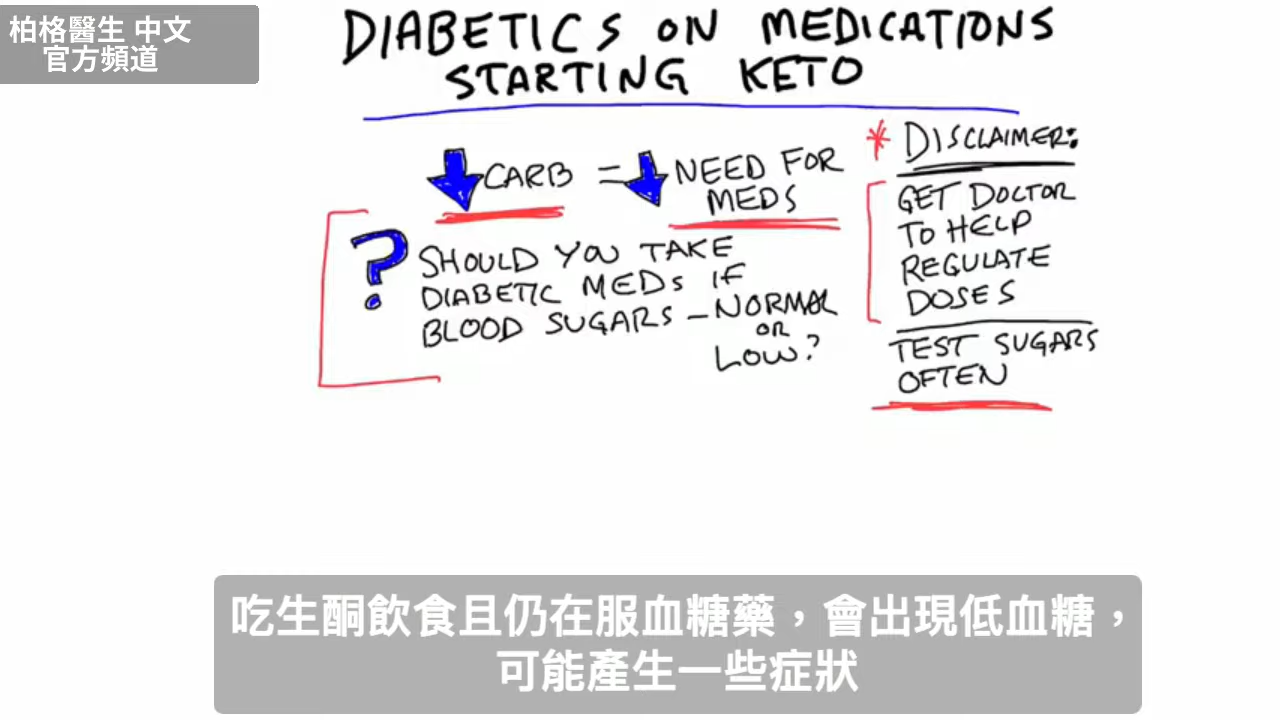 柏格醫生 中文
官方頻道
DIABETICS ON MEDICATIONS
STARTING KETO
CARB = NEED FOR
MEDS
? SHOULD YOU TAKE
DIABETIC MEDS IF
BLOOD SUGARS - NORMAL
OR
LOW?
* DISCLAIMER:
GET DOCTOR
TO HELP
REGULATE
DOSES
TEST SUGARS
OFTEN
吃生酮飲食且仍在服血糖藥，會出現低血糖，
可能產生一些症狀